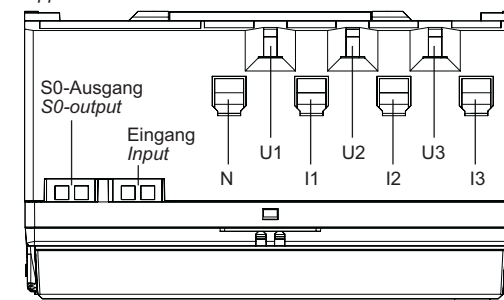 S0-Ausgang
S0-output
Eingang
Input
U1
U2
U3
N
I1
I2
I3